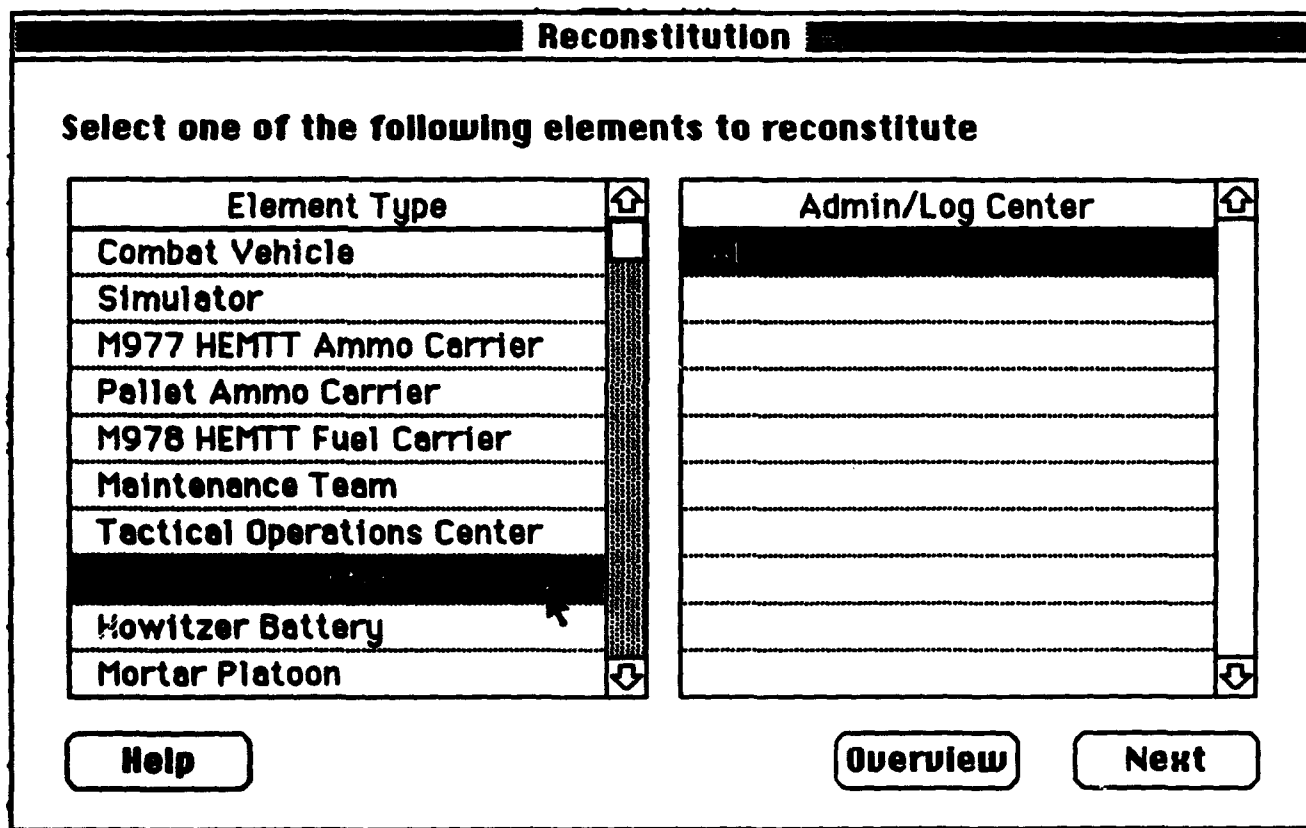 Reconstitution
Select one of the following elements to reconstitute
Element Type
Combat Vehicle
Simulator
M977 HEMTT Ammo Carrier
Pallet Ammo Carrier
M978 HEMTT Fuel Carrier
Maintenance Team
Tactical Operations Center
Howitzer Battery
Mortar Platoon
Admin/Log Center
Help
Overview
Next